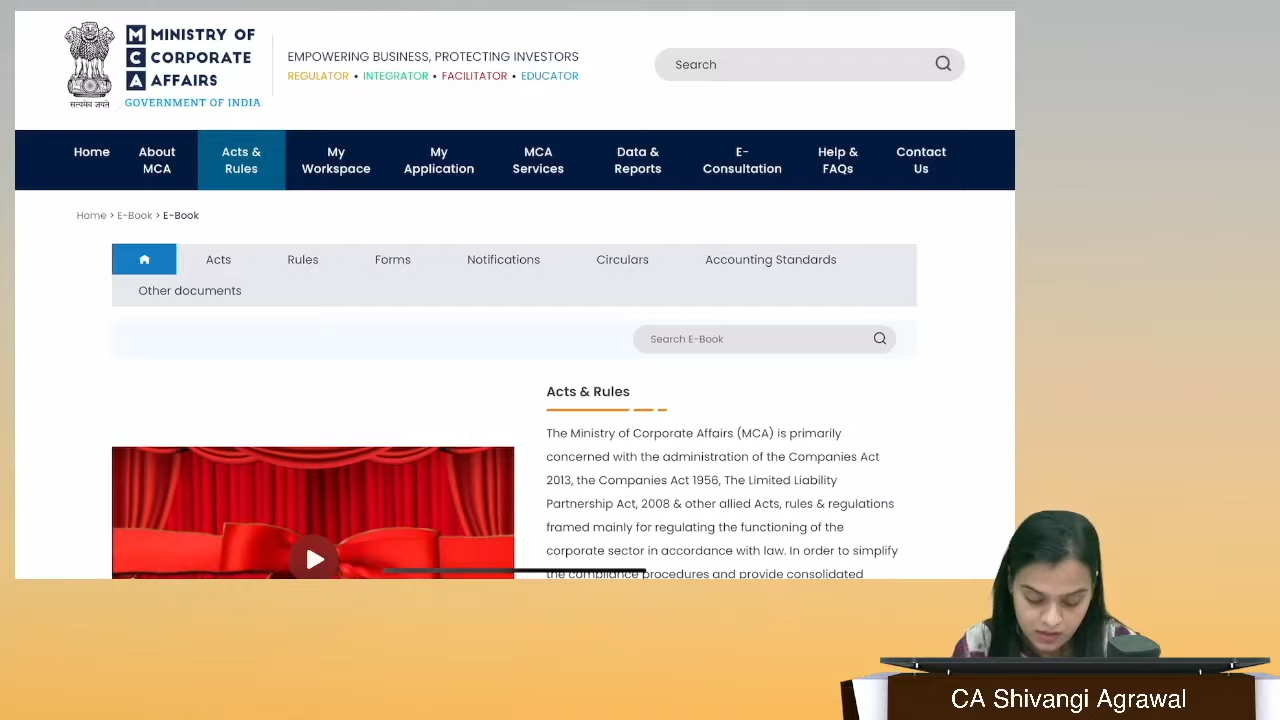 MINISTRY OF
CORPORATE
AFFAIRS
GOVERNMENT OF INDIA
सत्यमेव जयते
EMPOWERING BUSINESS, PROTECTING INVESTORS
REGULATOR • INTEGRATOR • FACILITATOR • EDUCATOR
Search
Home
About MCA
Acts & Rules
My Workspace
My Application
MCA Services
Data & Reports
E-Consultation
Help & FAQs
Contact Us
Home > E-Book > E-Book
Acts Rules Forms Notifications Circulars Accounting Standards
Other documents
Search E-Book
Acts & Rules
The Ministry of Corporate Affairs (MCA) is primarily
concerned with the administration of the Companies Act
2013, the Companies Act 1956, The Limited Liability
Partnership Act, 2008 & other allied Acts, rules & regulations
framed mainly for regulating the functioning of the
corporate sector in accordance with law. In order to simplify
the compliance procedures and provide consolidated
CA Shivangi Agrawal